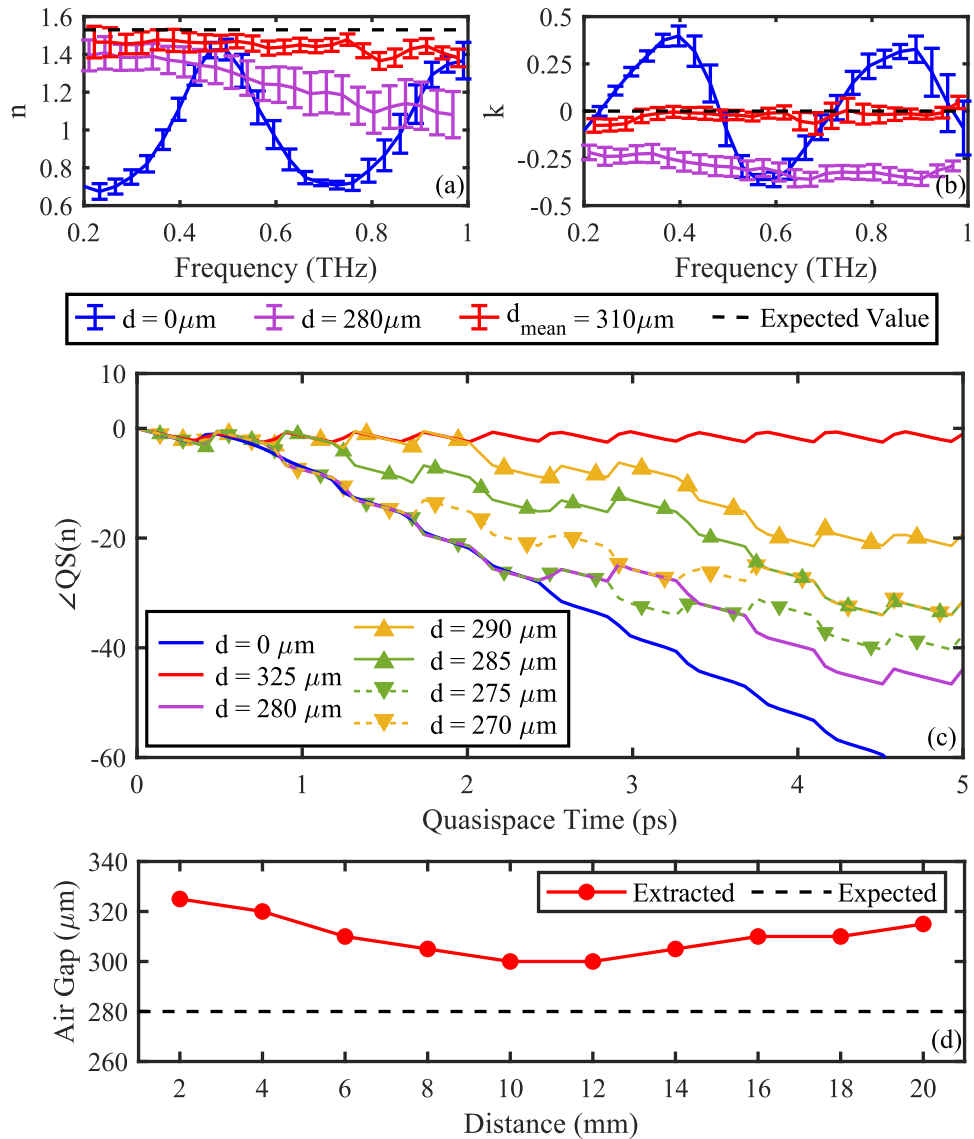 1.4
1.2
1
0.8
0.6
n
0.2
0.4
0.6
0.8
1
Frequency (THz)
(a)
0.5
0.25
0
-0.25
-0.5
k
0.2
0.4
0.6
0.8
1
Frequency (THz)
(b)
d = 0μm
d = 280μm
d_mean = 310μm
Expected Value
10
0
-20
-40
-60
∠QS(n)
d = 0 μm
d = 325 μm
d = 280 μm
d = 290 μm
d = 285 μm
d = 275 μm
d = 270 μm
(c)
0
1
2
3
4
5
Quasispace Time (ps)
340
320
300
280
260
Air Gap (μm)
Extracted
Expected
(d)
2
4
6
8
10
12
14
16
18
20
Distance (mm)